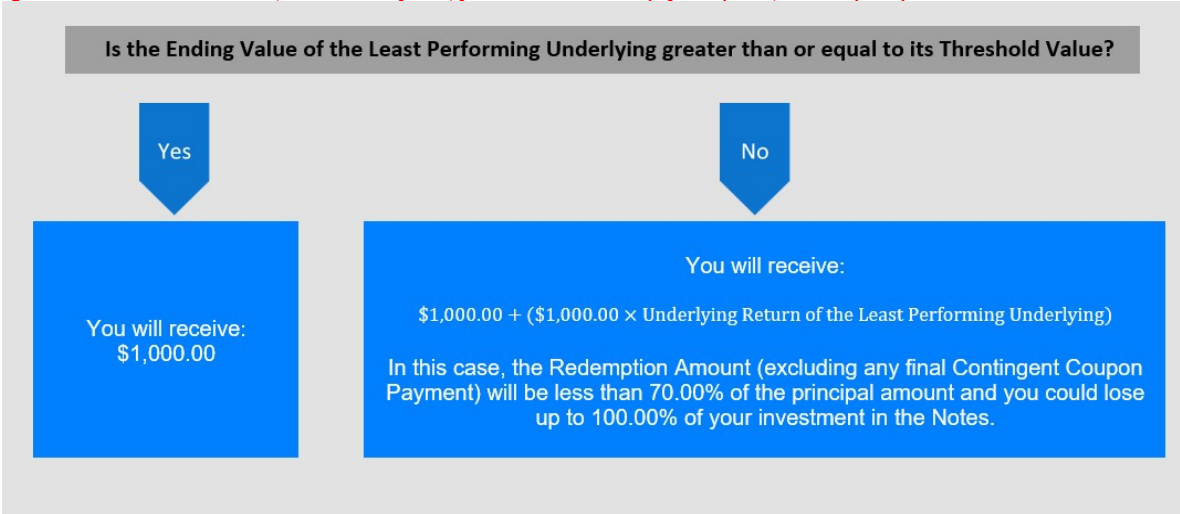 Is the Ending Value of the Least Performing Underlying greater than or equal to its Threshold Value?
Yes
No
You will receive:
$1,000.00
You will receive:
$1,000.00 + ($1,000.00 × Underlying Return of the Least Performing Underlying)
In this case, the Redemption Amount (excluding any final Contingent Coupon
Payment) will be less than 70.00% of the principal amount and you could lose
up to 100.00% of your investment in the Notes.